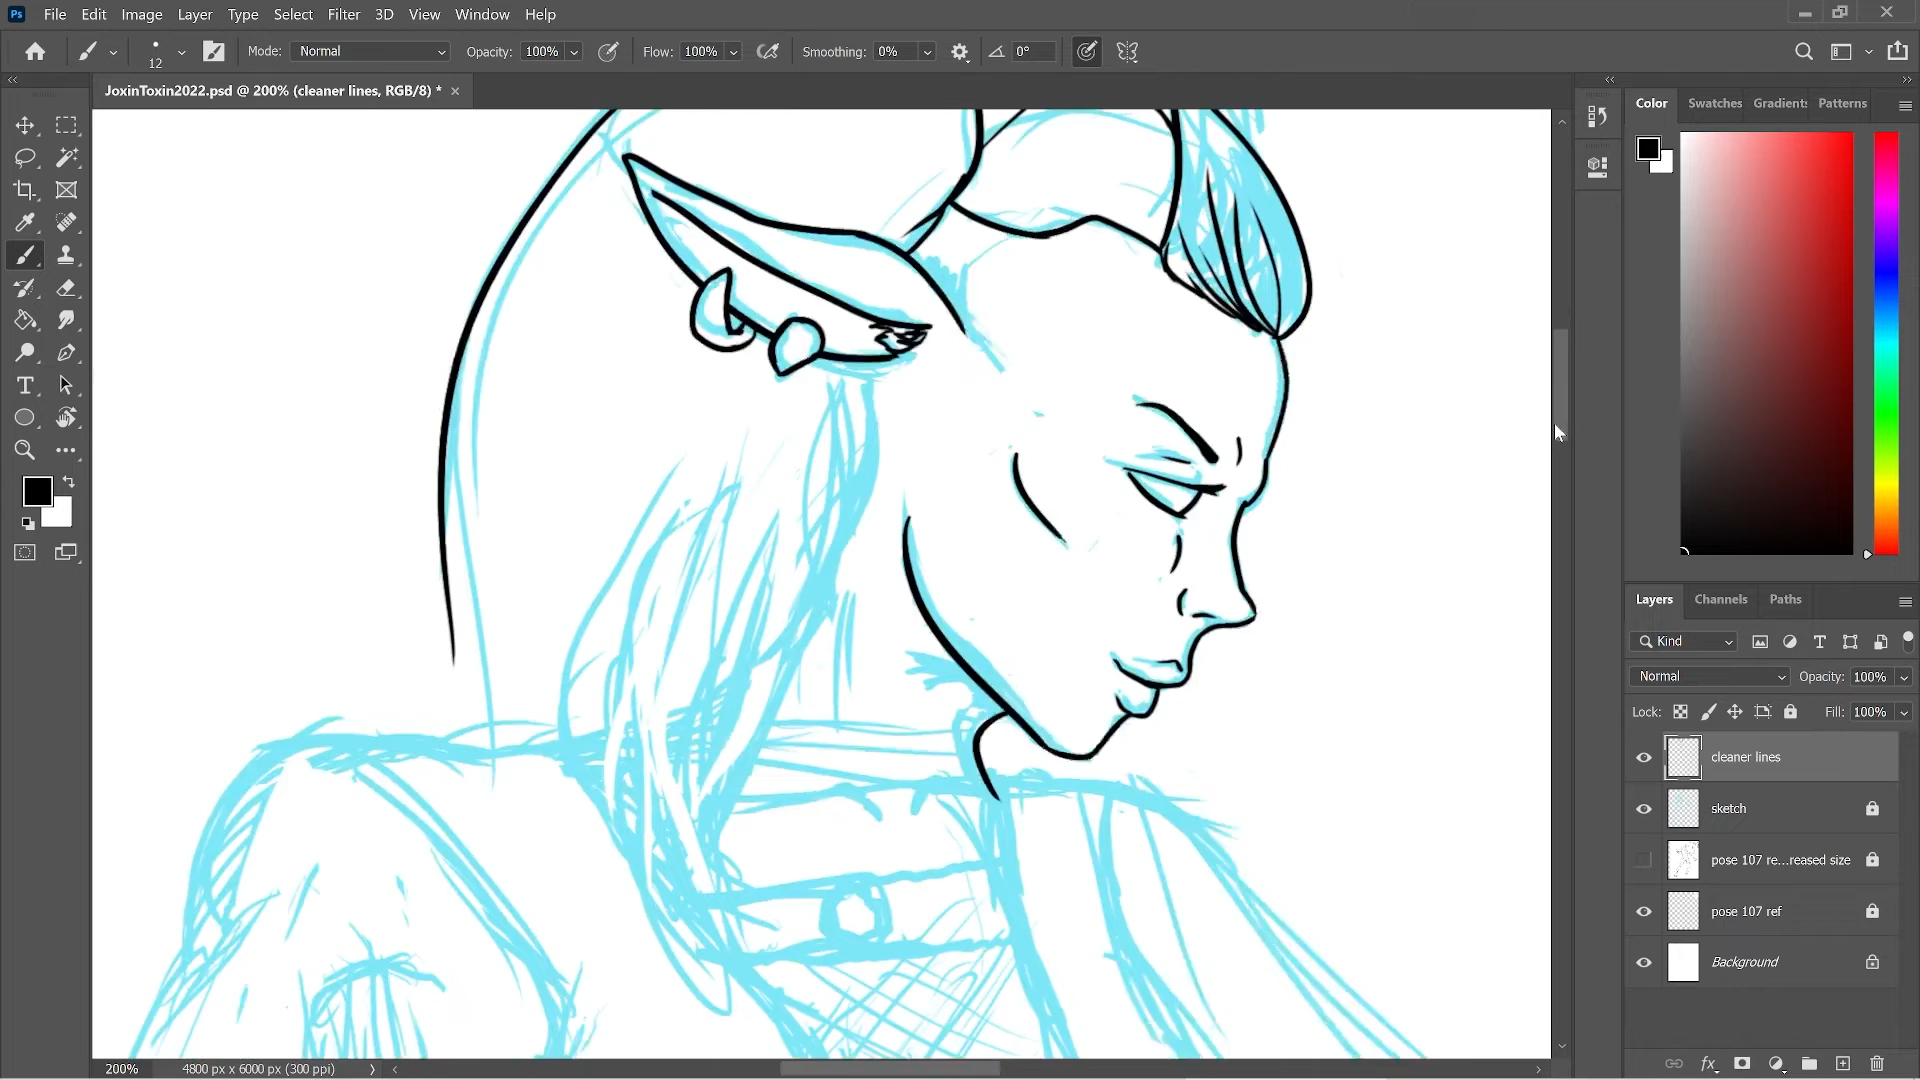 Ps File Edit Image Layer Type Select Filter 3D View Window Help
12 Mode: Normal Opacity: 100% Flow: 100% Smoothing: 0% 0°
JoxinToxin2022.psd @ 200% (cleaner lines, RGB/8) *
Color Swatches Gradients Patterns
Layers Channels Paths
Kind
Normal Opacity: 100%
Lock: Fill: 100%
cleaner lines
sketch
pose 107 re...reased size
pose 107 ref
Background
200% 4800 px x 6000 px (300 ppi)